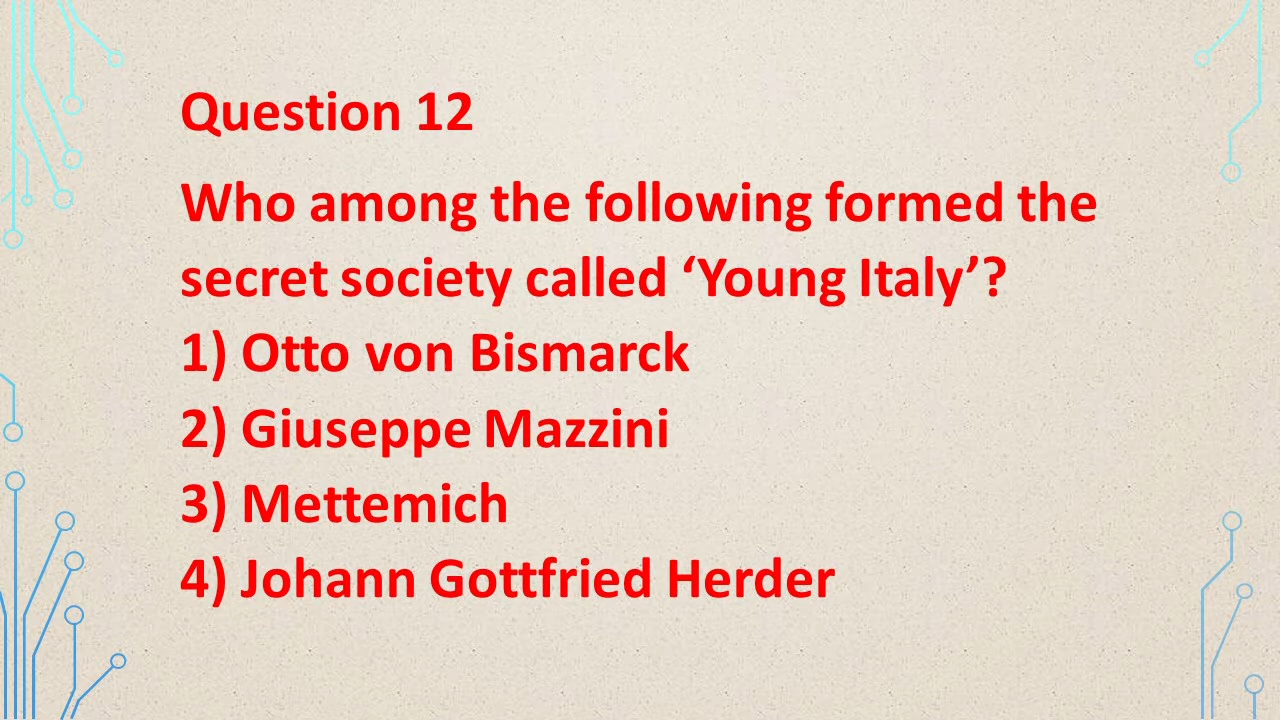 Question 12
Who among the following formed the
secret society called ‘Young Italy’?
1) Otto von Bismarck
2) Giuseppe Mazzini
3) Mettemich
4) Johann Gottfried Herder